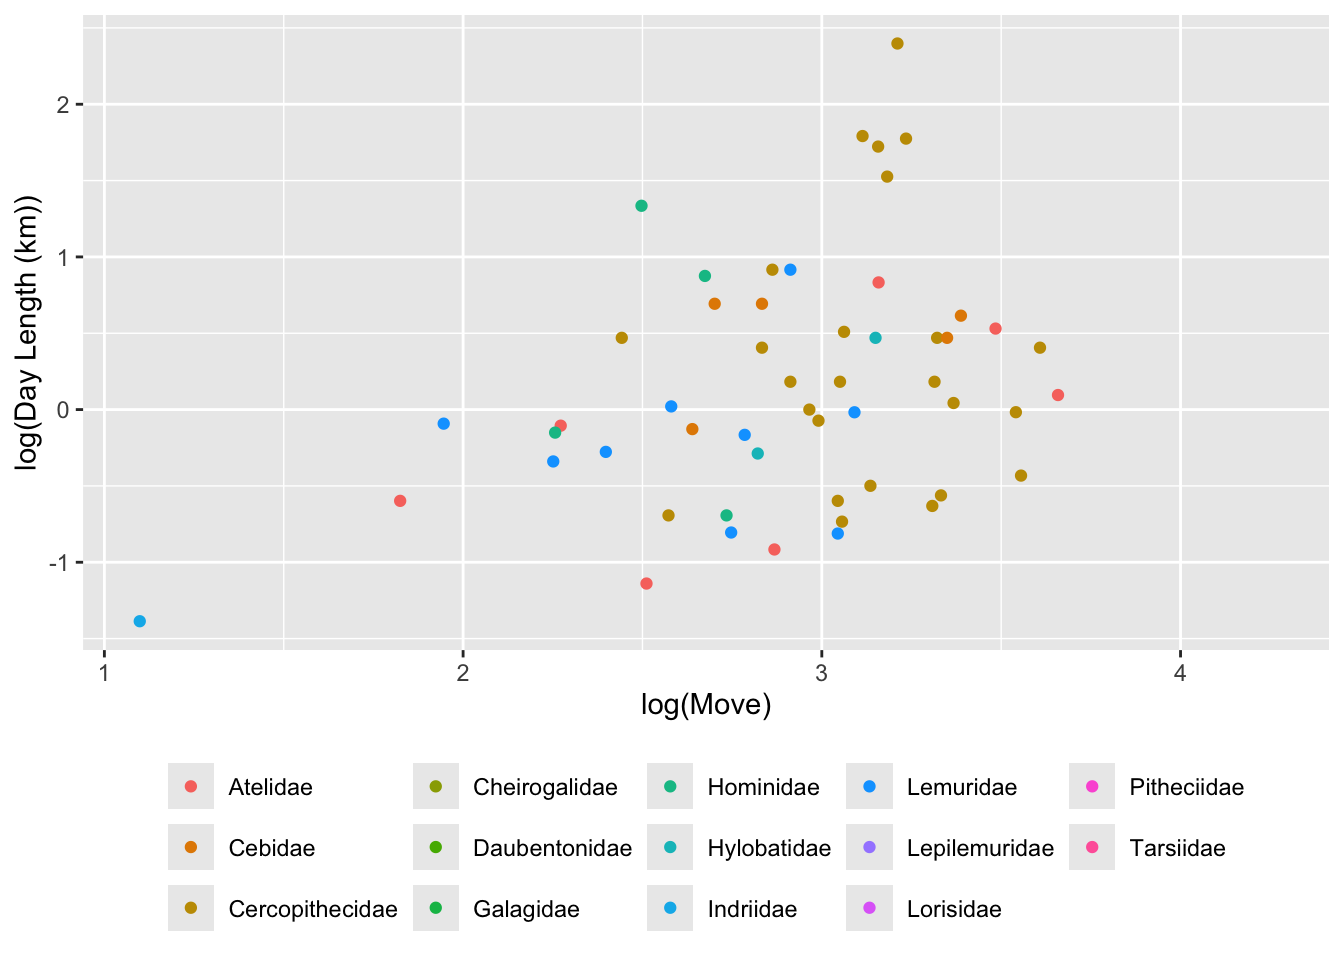 log(Day Length (km))
2
1
0
-1
1 2 3 4
log(Move)
Atelidae Cheirogalidae Hominidae Lemuridae Pitheciidae
Cebidae Daubentonidae Hylobatidae Lepilemuridae Tarsiidae
Cercopithecidae Galagidae Indriidae Lorisidae